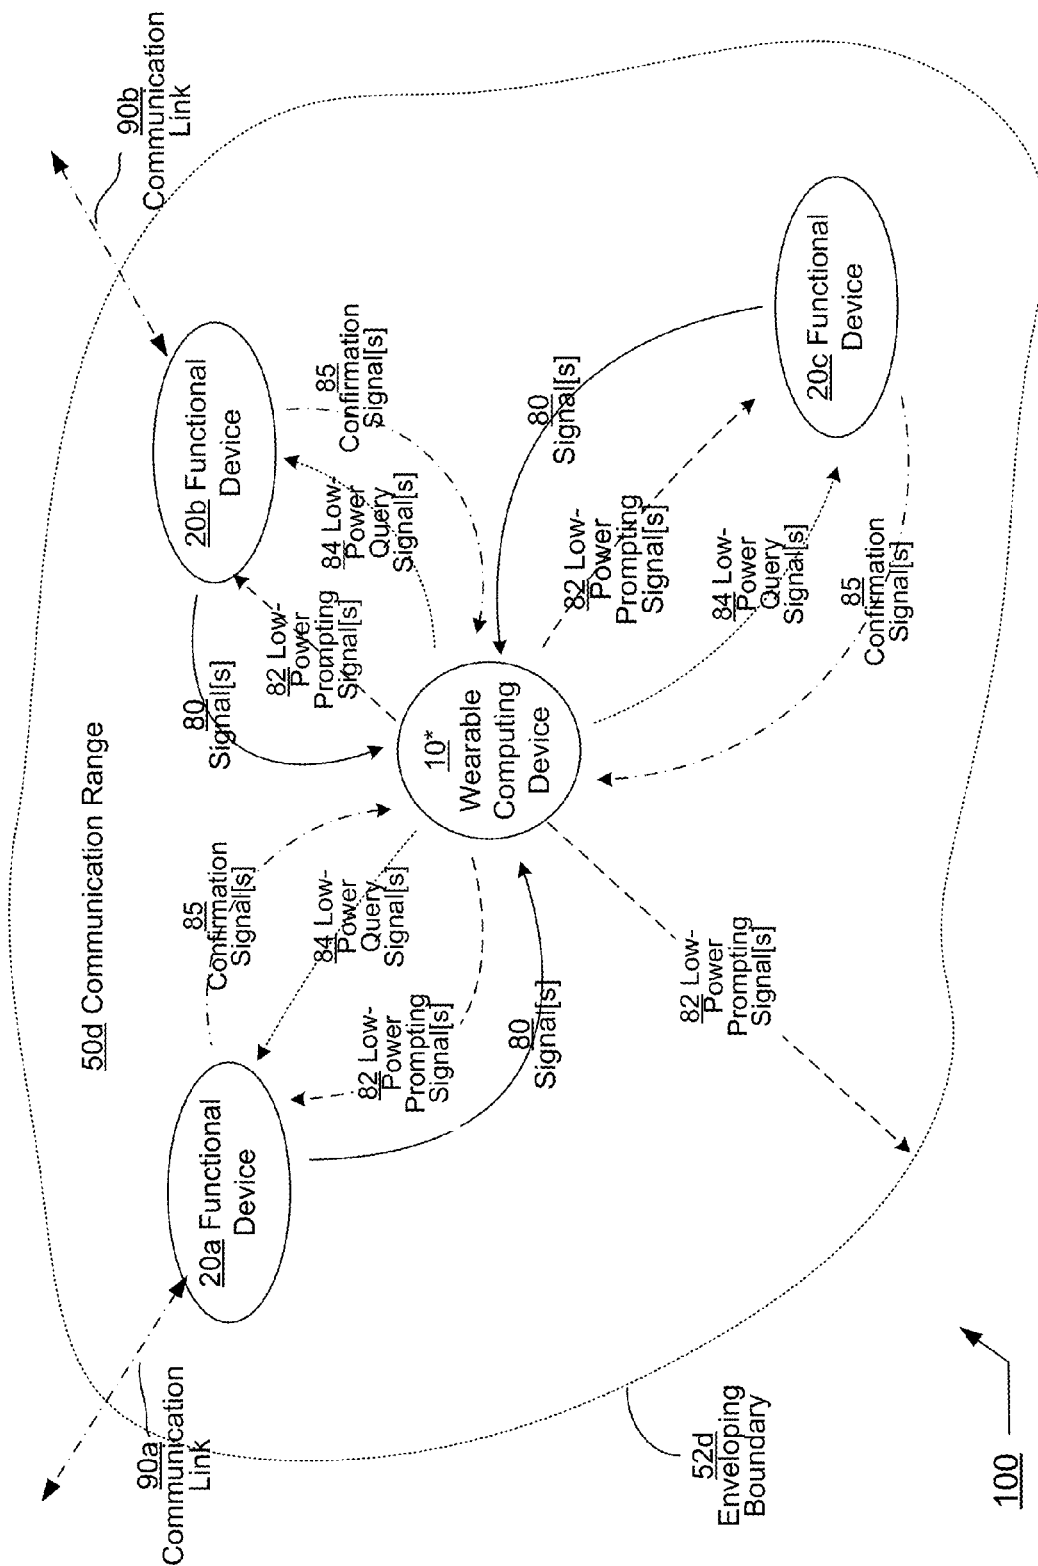 50d Communication Range
90a
Communication
Link
90b
Communication
Link
20a Functional
Device
20b Functional
Device
85
Confirmation
Signal[s]
84 Low-
Power
Query
Signal[s]
82 Low-
Power
Prompting
Signal[s]
80
Signal[s]
80
Signal[s]
82 Low-
Power
Prompting
Signal[s]
84 Low-
Power
Query
Signal[s]
85
Confirmation
Signal[s]
10*
Wearable
Computing
Device
80
Signal[s]
82 Low-
Power
Prompting
Signal[s]
84 Low-
Power
Query
Signal[s]
85
Confirmation
Signal[s]
20c Functional
Device
82 Low-
Power
Prompting
Signal[s]
52d
Enveloping
Boundary
100